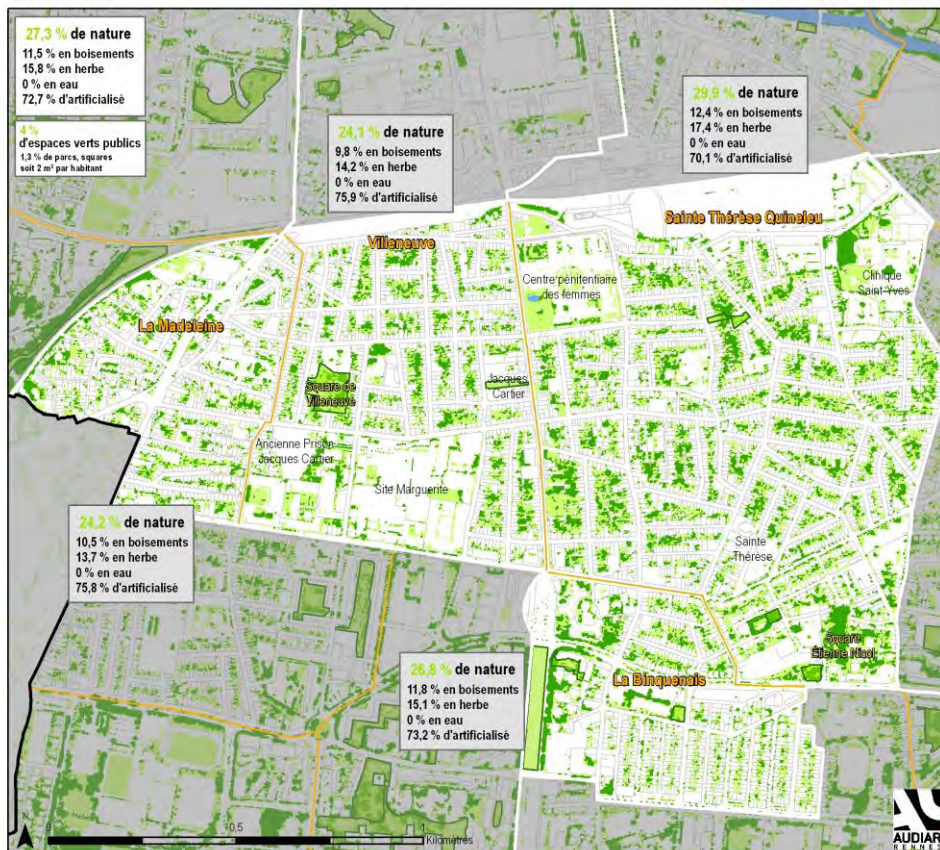 27,3 % de nature
11,5 % en boisements
15,8 % en herbe
0 % en eau
72,7 % d'artificialisé
4 %
d'espaces verts publics
1,3 % de parcs, squares
soit 2 m² par habitant
24,1 % de nature
9,8 % en boisements
14,2 % en herbe
0 % en eau
75,9 % d'artificialisé
29,9 % de nature
12,4 % en boisements
17,4 % en herbe
0 % en eau
70,1 % d'artificialisé
Sainte Thérèse Quineleu
Villeneuve
Centre pénitentiaire
des femmes
Clinique
Saint-Yves
La Madeleine
Square de
Villeneuve
Jacques
Cartier
Ancienne Prison
Jacques Cartier
Site Marguerite
24,2 % de nature
10,5 % en boisements
13,7 % en herbe
0 % en eau
75,8 % d'artificialisé
Sainte
Thérèse
Square
Étienne Nicol
26,8 % de nature
11,8 % en boisements
15,1 % en herbe
0 % en eau
73,2 % d'artificialisé
La Binquenais
0 0,5 1
Kilomètres
AUDIAR
RENNES